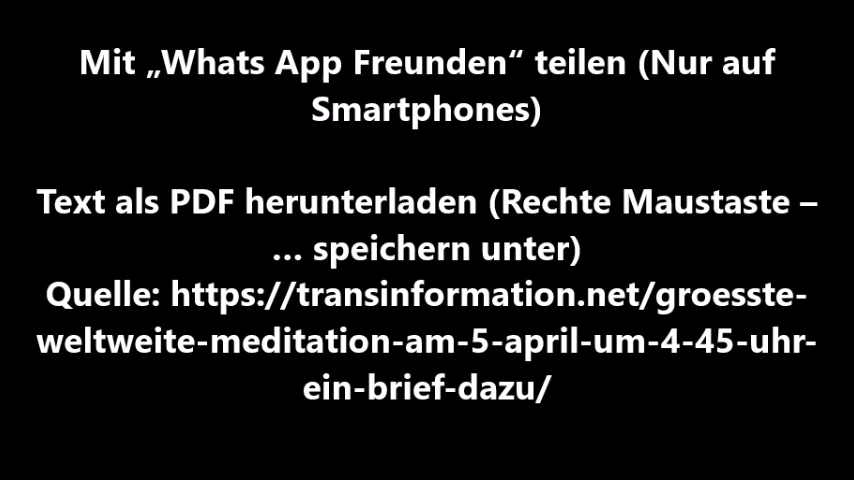 Mit „Whats App Freunden“ teilen (Nur auf
Smartphones)
Text als PDF herunterladen (Rechte Maustaste –
… speichern unter)
Quelle: https://transinformation.net/groesste-
weltweite-meditation-am-5-april-um-4-45-uhr-
ein-brief-dazu/